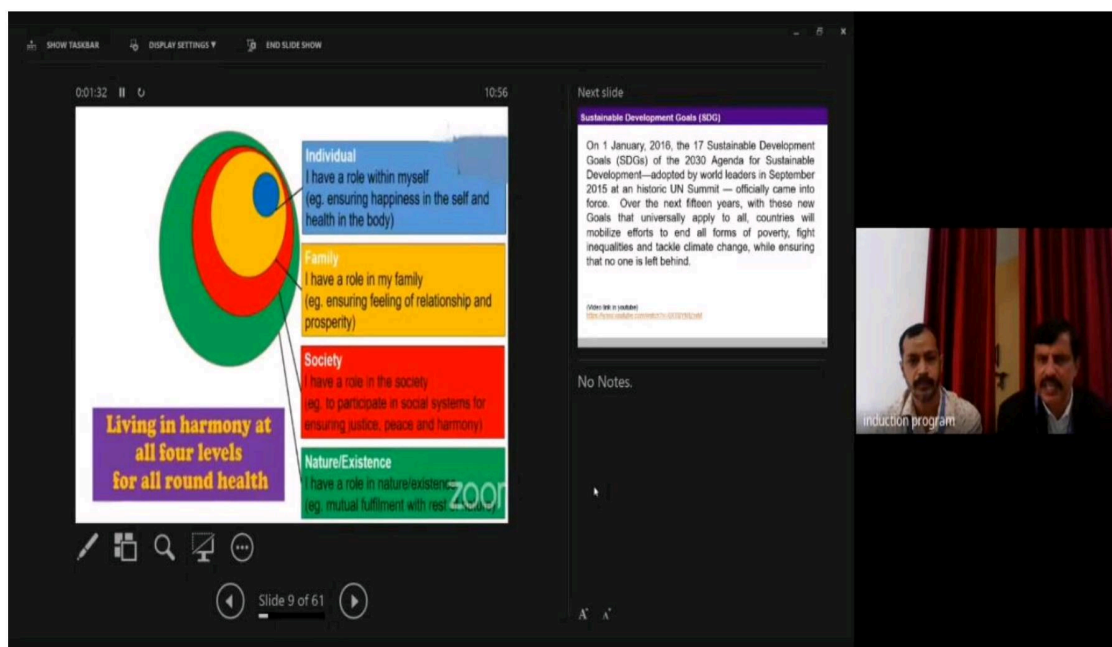 SHOW TASKBAR
DISPLAY SETTINGS ▼
END SLIDE SHOW
0:01:32
10:56
Individual
I have a role within myself
(eg. ensuring happiness in the self and
health in the body)
Family
I have a role in my family
(eg. ensuring feeling of relationship and
prosperity)
Society
I have a role in the society
(eg. to participate in social systems for
ensuring justice, peace and harmony)
Nature/Existence
I have a role in nature/existence
(eg. mutual fulfilment with rest of
zoom
Living in harmony at
all four levels
for all round health
Slide 9 of 61
Next slide
Sustainable Development Goals (SDG)
On 1 January, 2016, the 17 Sustainable Development
Goals (SDGs) of the 2030 Agenda for Sustainable
Development—adopted by world leaders in September
2015 at an historic UN Summit — officially came into
force. Over the next fifteen years, with these new
Goals that universally apply to all, countries will
mobilize efforts to end all forms of poverty, fight
inequalities and tackle climate change, while ensuring
that no one is left behind.
(Video link in youtube)
No Notes.
A A
induction program